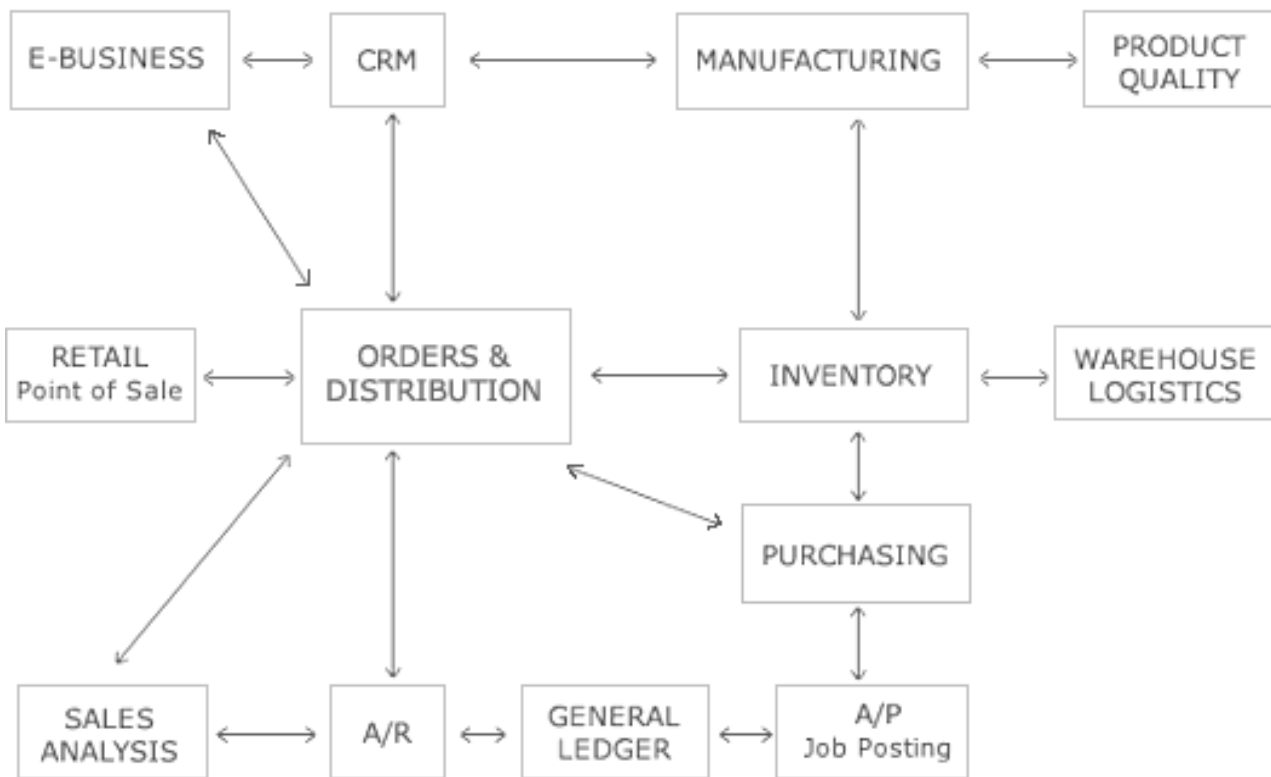 E-BUSINESS
CRM
MANUFACTURING
PRODUCT
QUALITY
RETAIL
Point of Sale
ORDERS &
DISTRIBUTION
INVENTORY
WAREHOUSE
LOGISTICS
PURCHASING
SALES
ANALYSIS
A/R
GENERAL
LEDGER
A/P
Job Posting